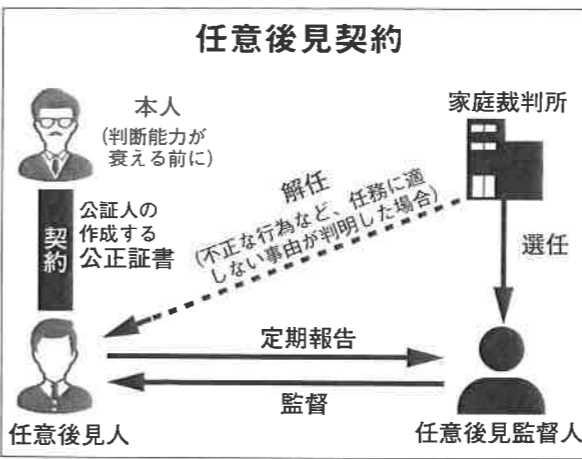 任意後見契約
本人
(判断能力が
衰える前に)
家庭裁判所
解任
(不正な行為など、任務に適
しない事由が判明した場合)
契約
公証人の
作成する
公正証書
選任
定期報告
監督
任意後見人
任意後見監督人